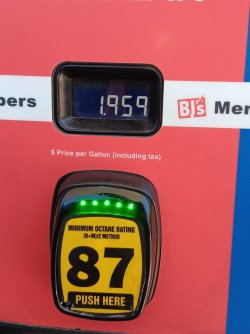 1.959
bers
BJ's Mer
$ Price per Gallon (including tax)
MINIMUM OCTANE RATING
(R+M)/2 METHOD
87
PUSH HERE